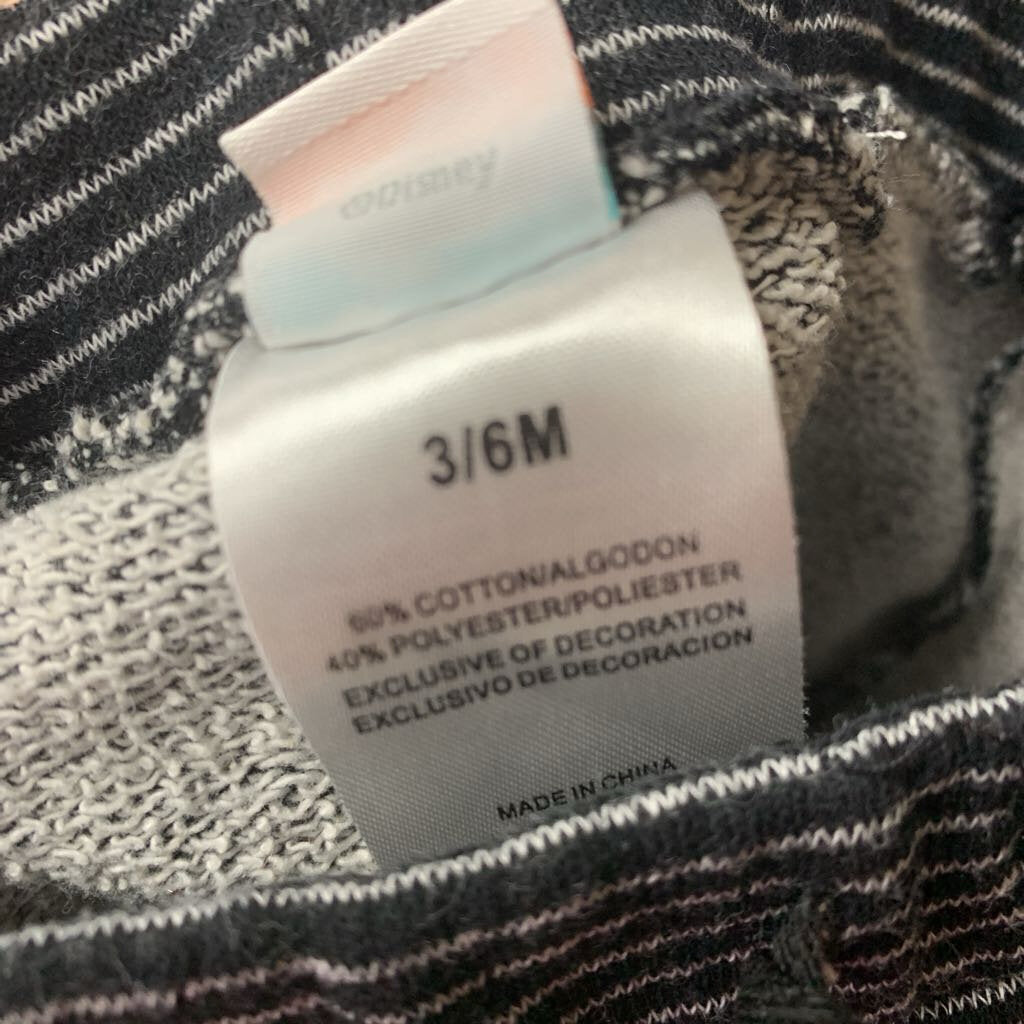 ©Disney
3/6M
60% COTTON/ALGODON
40% POLYESTER/POLIESTER
EXCLUSIVE OF DECORATION
EXCLUSIVO DE DECORACION
MADE IN CHINA